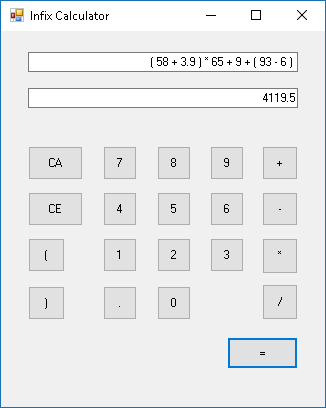 Infix Calculator
( 58 + 3.9 ) * 65 + 9 + ( 93 - 6 )
4119.5
CA 7 8 9 +
CE 4 5 6 -
( 1 2 3 *
) . 0 /
=